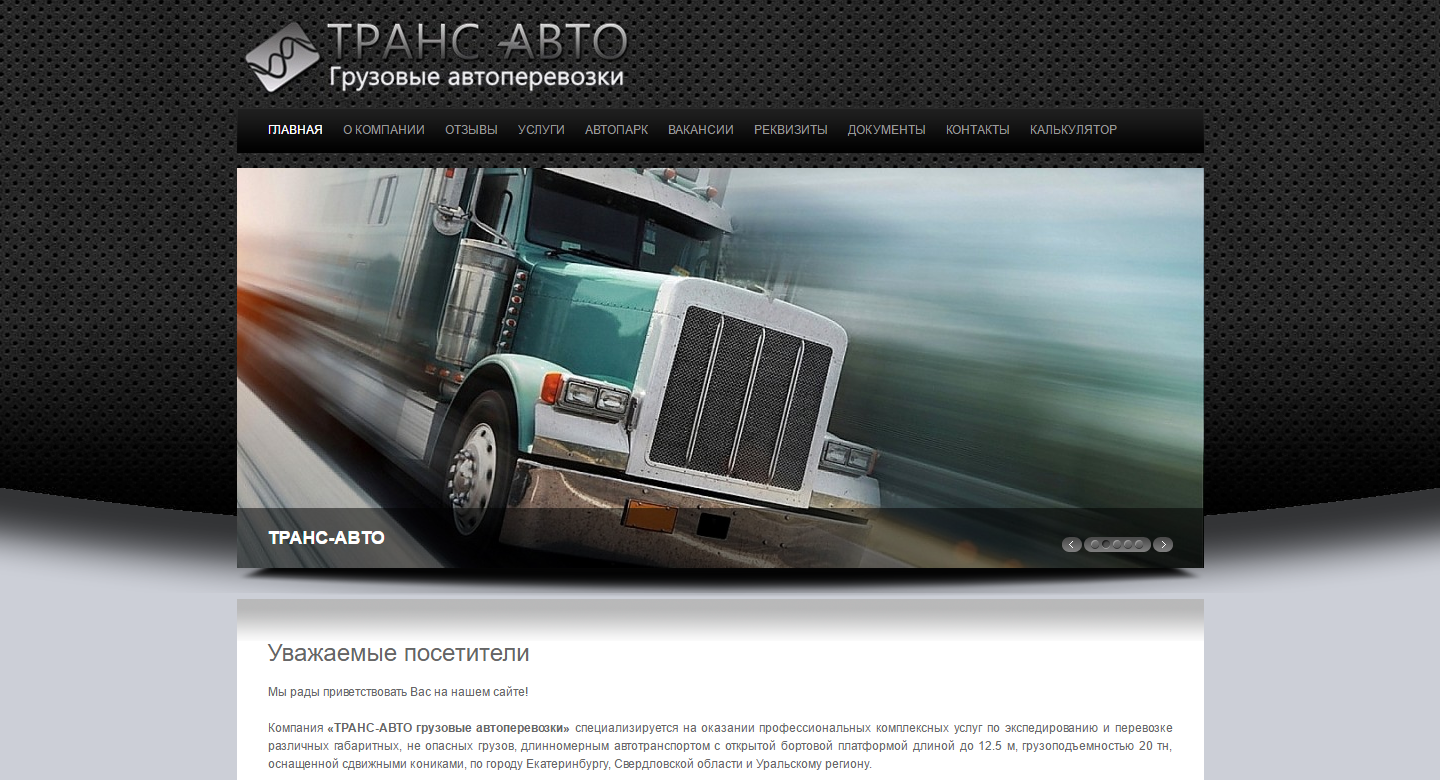 ТРАНС-АВТО
Грузовые автоперевозки
ГЛАВНАЯ О КОМПАНИИ ОТЗЫВЫ УСЛУГИ АВТОПАРК ВАКАНСИИ РЕКВИЗИТЫ ДОКУМЕНТЫ КОНТАКТЫ КАЛЬКУЛЯТОР
ТРАНС-АВТО
Уважаемые посетители
Мы рады приветствовать Вас на нашем сайте!
Компания «ТРАНС-АВТО грузовые автоперевозки» специализируется на оказании профессиональных комплексных услуг по экспедированию и перевозке
различных габаритных, не опасных грузов, длинномерным автотранспортом с открытой бортовой платформой длиной до 12.5 м, грузоподъемностью 20 тн,
оснащенной сдвижными кониками, по городу Екатеринбургу, Свердловской области и Уральскому региону.